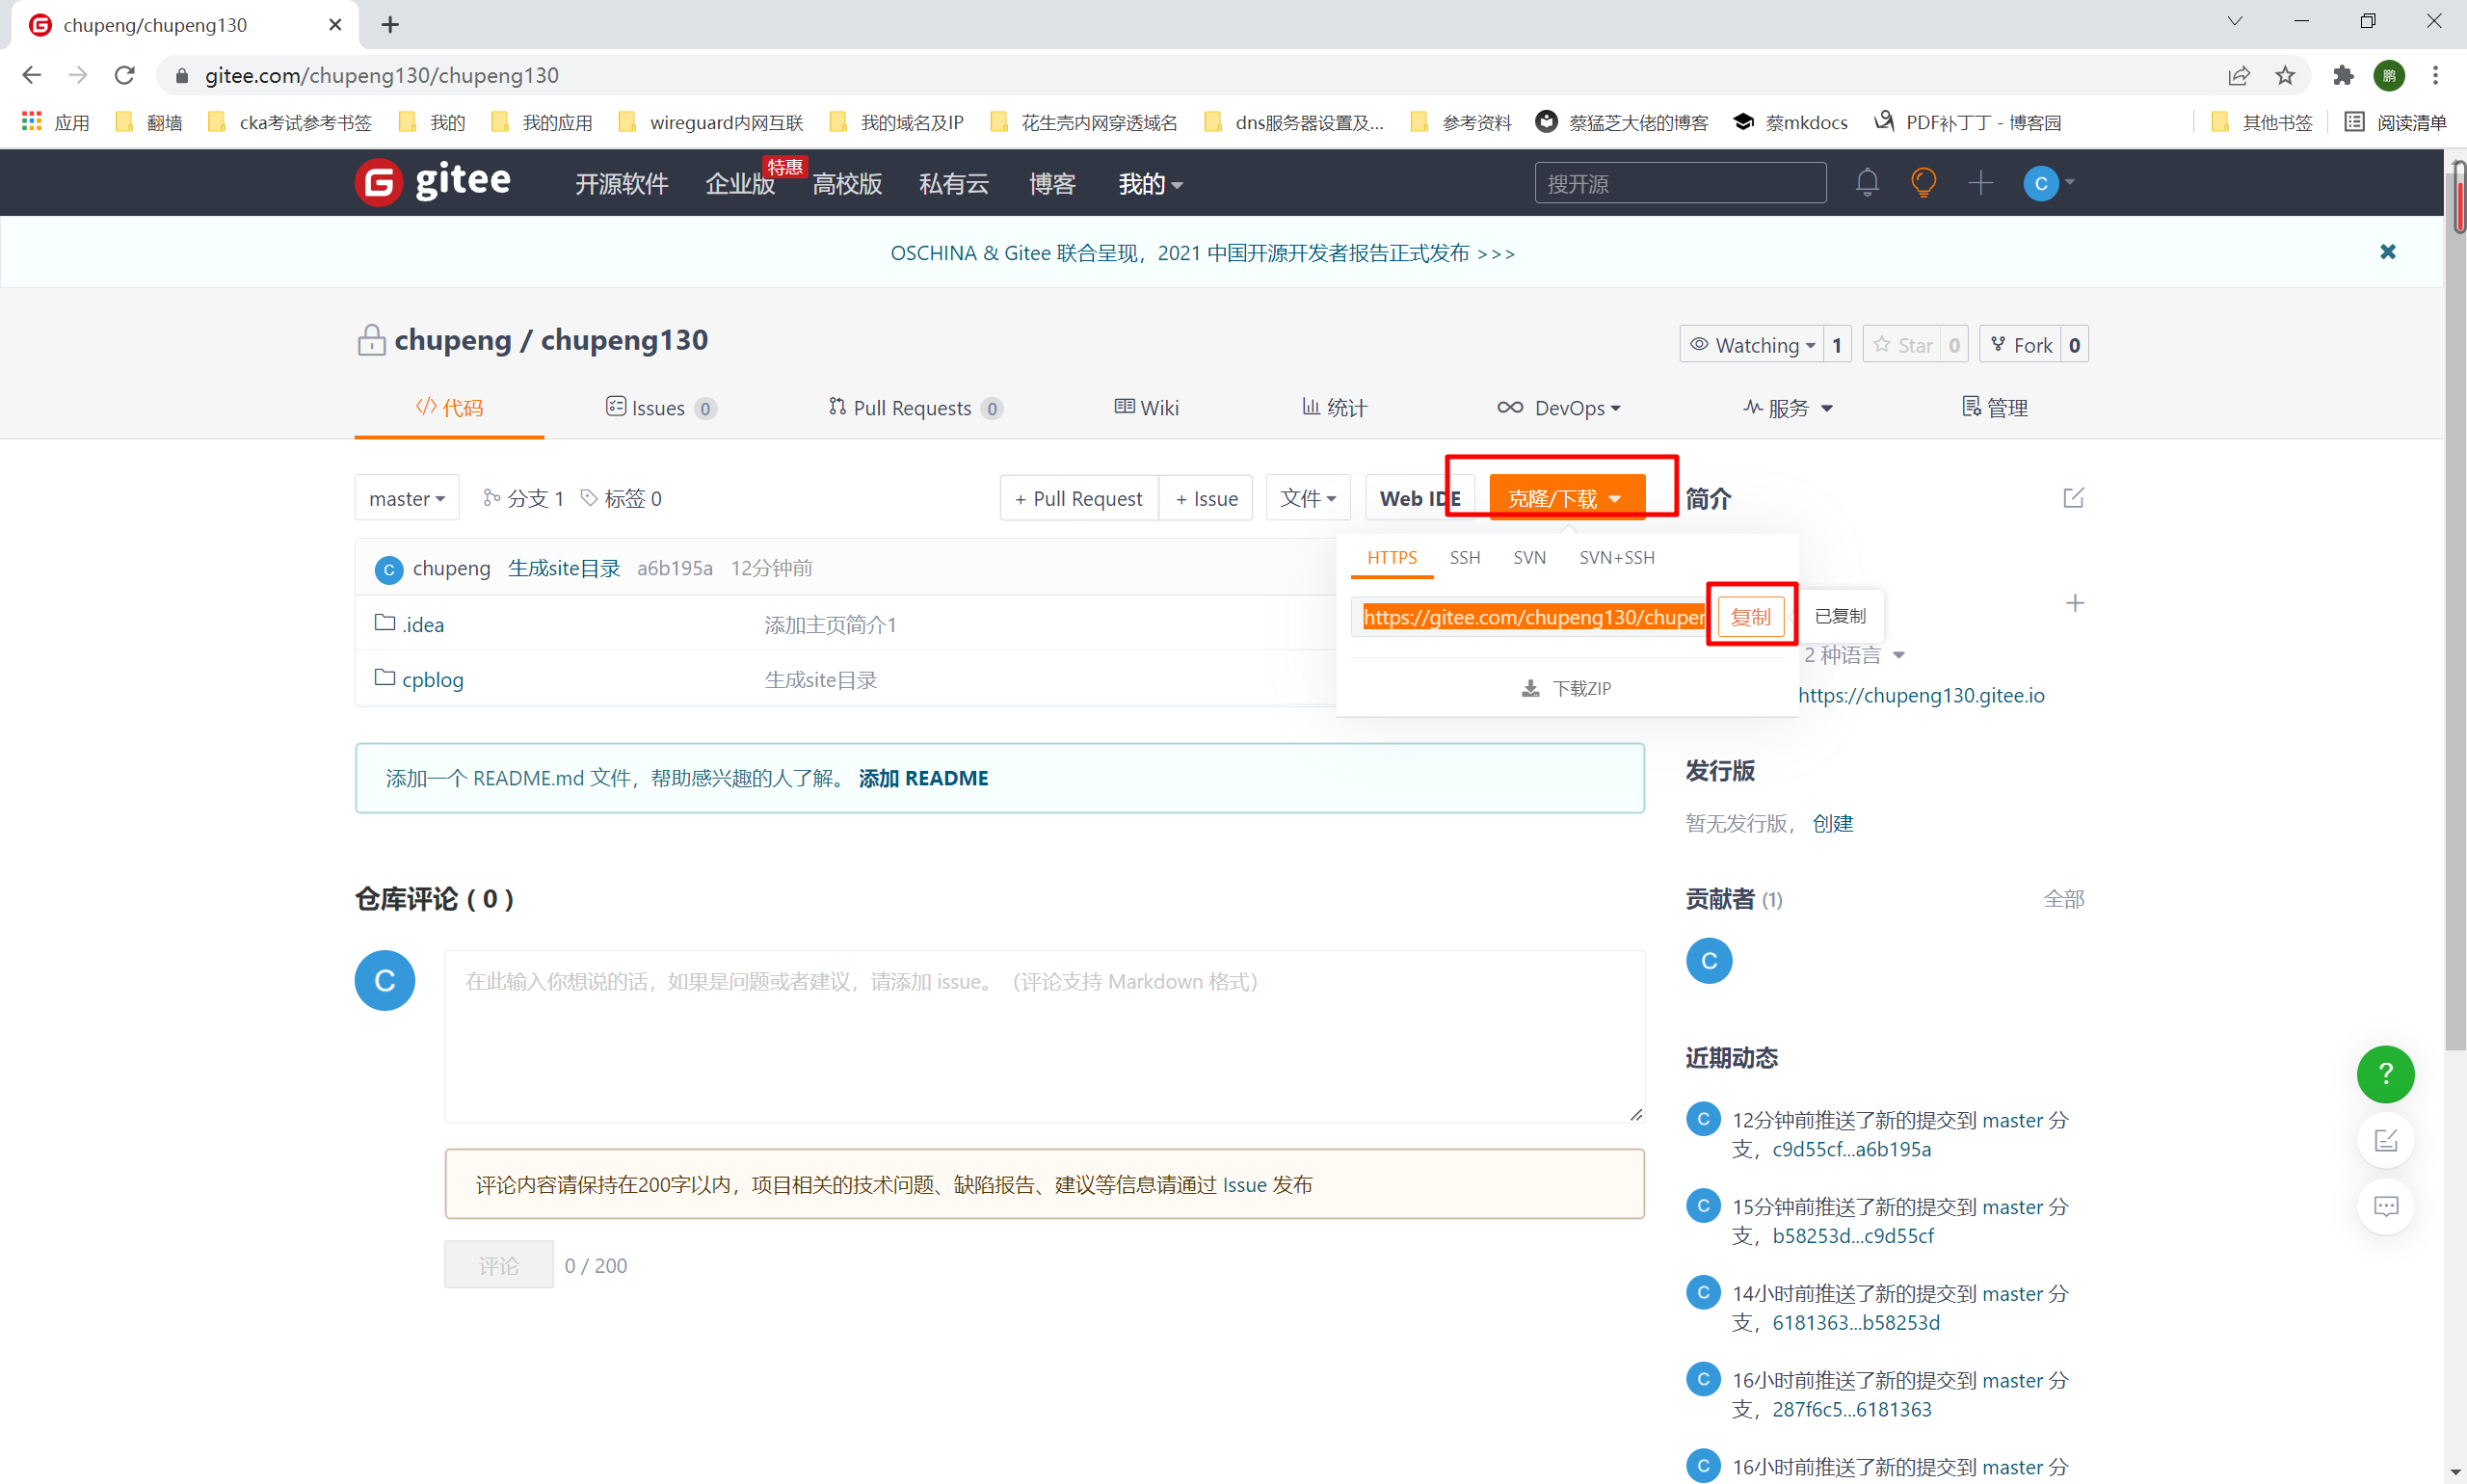 chupeng/chupeng130
gitee.com/chupeng130/chupeng130
鹏
应用 翻墙 cka考试参考书签 我的 我的应用 wireguard内网互联 我的域名及IP 花生壳内网穿透域名 dns服务器设置及... 参考资料 蔡猛芝大佬的博客 蔡mkdocs PDF补丁丁 - 博客园 其他书签 阅读清单
gitee 开源软件 企业版 特惠 高校版 私有云 博客 我的 搜开源 C
OSCHINA & Gitee 联合呈现，2021 中国开源开发者报告正式发布 >>>
chupeng / chupeng130
Watching 1 Star 0 Fork 0
代码 Issues 0 Pull Requests 0 Wiki 统计 DevOps 服务 管理
master 分支 1 标签 0 + Pull Request + Issue 文件 Web IDE 克隆/下载
简介
HTTPS SSH SVN SVN+SSH
https://gitee.com/chupeng130/chuper 复制 已复制
下载ZIP
C chupeng 生成site目录 a6b195a 12分钟前
.idea 添加主页简介1
cpblog 生成site目录
2 种语言
https://chupeng130.gitee.io
添加一个 README.md 文件，帮助感兴趣的人了解。 添加 README
发行版
暂无发行版， 创建
仓库评论 ( 0 )
C
在此输入你想说的话，如果是问题或者建议，请添加 issue。（评论支持 Markdown 格式）
评论内容请保持在200字以内，项目相关的技术问题、缺陷报告、建议等信息请通过 Issue 发布
评论 0 / 200
贡献者 (1) 全部
C
近期动态
C 12分钟前推送了新的提交到 master 分
支，c9d55cf...a6b195a
C 15分钟前推送了新的提交到 master 分
支，b58253d...c9d55cf
C 14小时前推送了新的提交到 master 分
支，6181363...b58253d
C 16小时前推送了新的提交到 master 分
支，287f6c5...6181363
C 16小时前推送了新的提交到 master 分
?